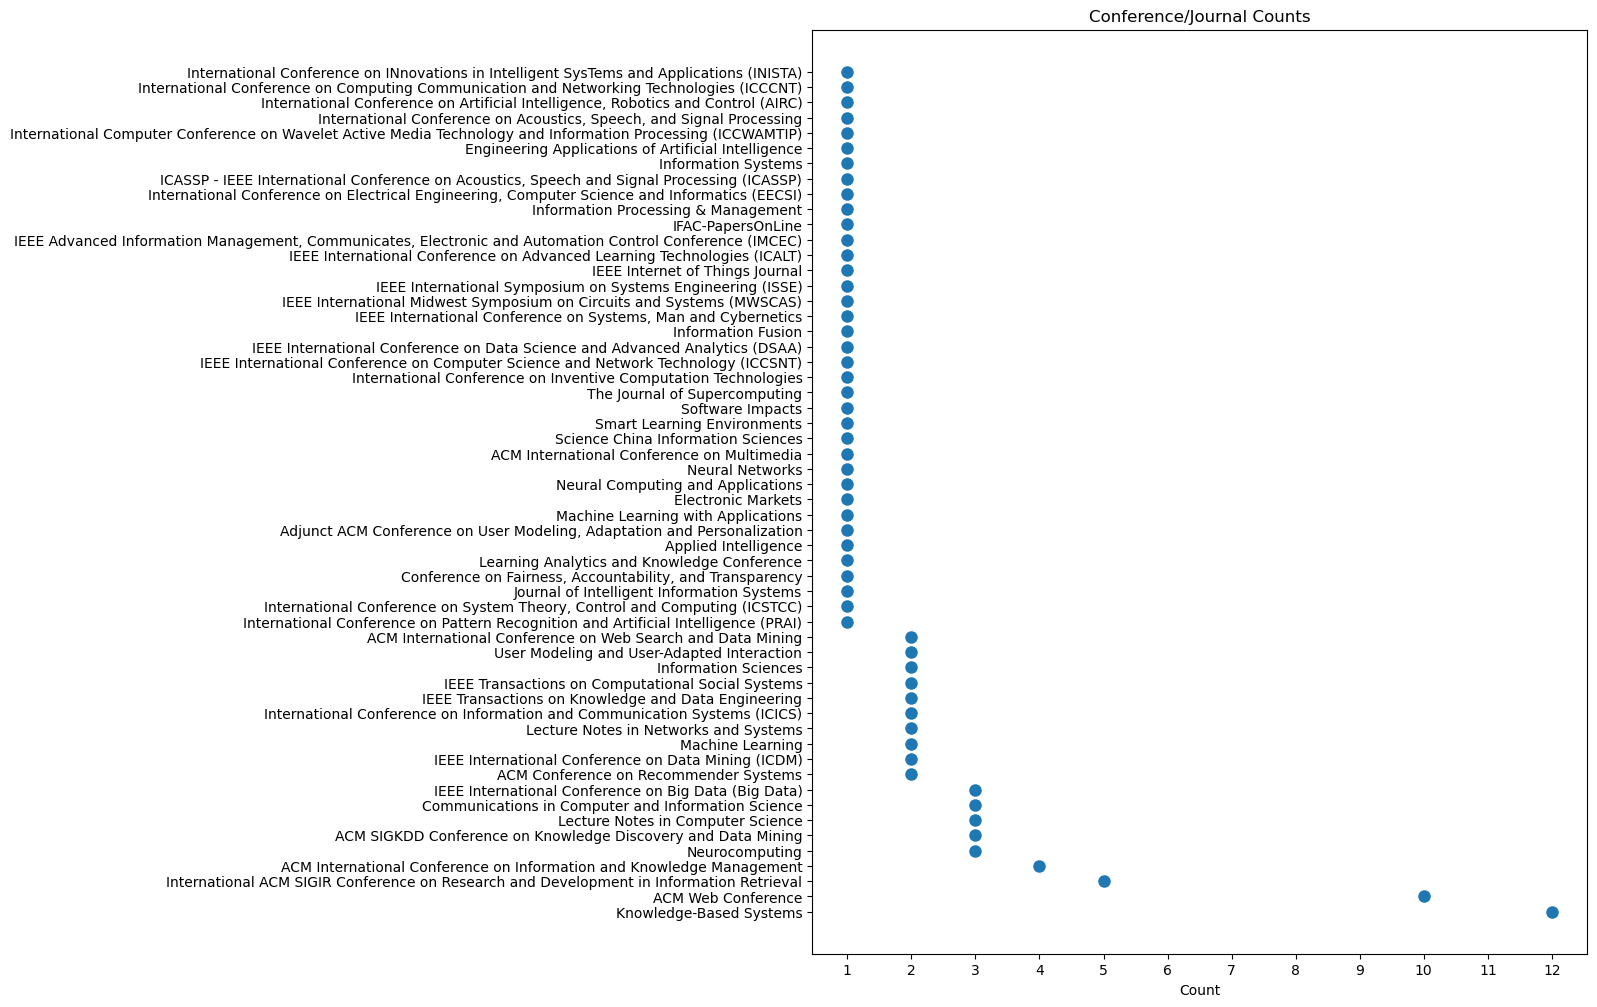 Conference/Journal Counts
International Conference on INnovations in Intelligent SysTems and Applications (INISTA)
International Conference on Computing Communication and Networking Technologies (ICCCNT)
International Conference on Artificial Intelligence, Robotics and Control (AIRC)
International Conference on Acoustics, Speech, and Signal Processing
International Computer Conference on Wavelet Active Media Technology and Information Processing (ICCWAMTIP)
Engineering Applications of Artificial Intelligence
Information Systems
ICASSP - IEEE International Conference on Acoustics, Speech and Signal Processing (ICASSP)
International Conference on Electrical Engineering, Computer Science and Informatics (EECSI)
Information Processing & Management
IFAC-PapersOnLine
IEEE Advanced Information Management, Communicates, Electronic and Automation Control Conference (IMCEC)
IEEE International Conference on Advanced Learning Technologies (ICALT)
IEEE Internet of Things Journal
IEEE International Symposium on Systems Engineering (ISSE)
IEEE International Midwest Symposium on Circuits and Systems (MWSCAS)
IEEE International Conference on Systems, Man and Cybernetics
Information Fusion
IEEE International Conference on Data Science and Advanced Analytics (DSAA)
IEEE International Conference on Computer Science and Network Technology (ICCSNT)
International Conference on Inventive Computation Technologies
The Journal of Supercomputing
Software Impacts
Smart Learning Environments
Science China Information Sciences
ACM International Conference on Multimedia
Neural Networks
Neural Computing and Applications
Electronic Markets
Machine Learning with Applications
Adjunct ACM Conference on User Modeling, Adaptation and Personalization
Applied Intelligence
Learning Analytics and Knowledge Conference
Conference on Fairness, Accountability, and Transparency
Journal of Intelligent Information Systems
International Conference on System Theory, Control and Computing (ICSTCC)
International Conference on Pattern Recognition and Artificial Intelligence (PRAI)
ACM International Conference on Web Search and Data Mining
User Modeling and User-Adapted Interaction
Information Sciences
IEEE Transactions on Computational Social Systems
IEEE Transactions on Knowledge and Data Engineering
International Conference on Information and Communication Systems (ICICS)
Lecture Notes in Networks and Systems
Machine Learning
IEEE International Conference on Data Mining (ICDM)
ACM Conference on Recommender Systems
IEEE International Conference on Big Data (Big Data)
Communications in Computer and Information Science
Lecture Notes in Computer Science
ACM SIGKDD Conference on Knowledge Discovery and Data Mining
Neurocomputing
ACM International Conference on Information and Knowledge Management
International ACM SIGIR Conference on Research and Development in Information Retrieval
ACM Web Conference
Knowledge-Based Systems
1 2 3 4 5 6 7 8 9 10 11 12
Count